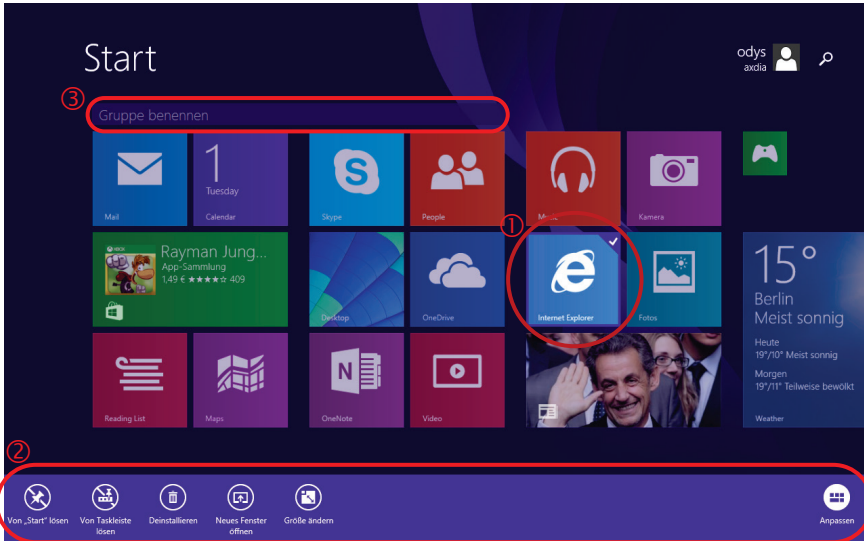 Start
odys
axdia
③
Gruppe benennen
Mail
1
Tuesday
Calendar
Skype
People
Music
Kamera
①
XBOX
Rayman Jung...
App-Sammlung
1,49 € ★★★★☆ 409
Desktop
OneDrive
Internet Explorer
Fotos
15°
Berlin
Meist sonnig
Heute
19°/10° Meist sonnig
Morgen
19°/11° Teilweise bewölkt
Weather
Reading List
Maps
N
OneNote
Video
②
Von „Start" lösen
Von Taskleiste
lösen
Deinstallieren
Neues Fenster
öffnen
Größe ändern
Anpassen